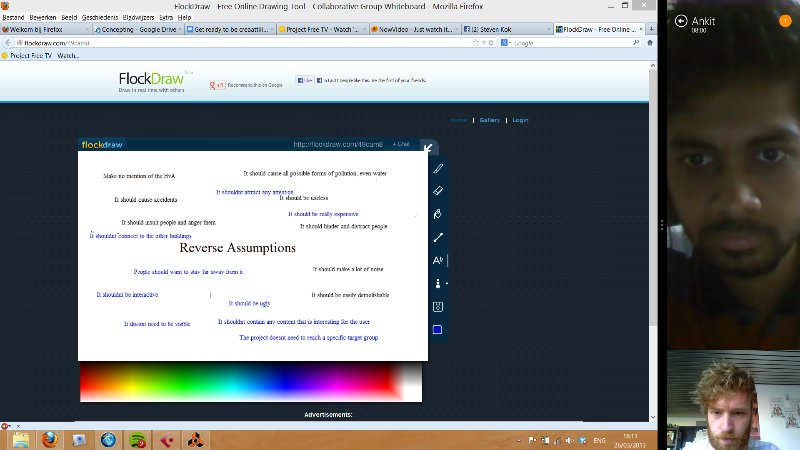 FlockDraw - Free Online Drawing Tool - Collaborative Group Whiteboard - Mozilla Firefox
Bestand Bewerken Beeld Geschiedenis Bladwijzers Extra Help
Welkom bij Firefox
Concepting - Google Drive
Get ready to be creaatiii...
Project Free TV - Watch '...
NowVideo - Just watch it...
(2) Steven Kok
FlockDraw - Free Online ...
flockdraw.com/49cam8
Google
Project Free TV - Watch...
FlockDraw Beta
Draw in real time with others
+1 Recommend this on Google
Like
people like this. Be the first of your friends.
Home | Gallery | Login
flockdraw
http://flockdraw.com/49cam8
+ Chat
Make no mention of the HvA
It should cause all possible forms of pollution, even water
It shouldnt attract any attention
It should cause accidents
It should be useless
It should be really expensive
It should insult people and anger them
It should hinder and distract people
It shouldnt connect to the other buildings
Reverse Assumptions
People should want to stay far away from it
It should make a lot of noise
It shouldnt be interactive
It should be easily demolishable
It should be ugly
It doesnt need to be visible
It shouldnt contain any content that is interesting for the user
The project doesnt need to reach a specific target group
Advertisements:
ENG
18:11
26/03/2013
Ankit
08:00